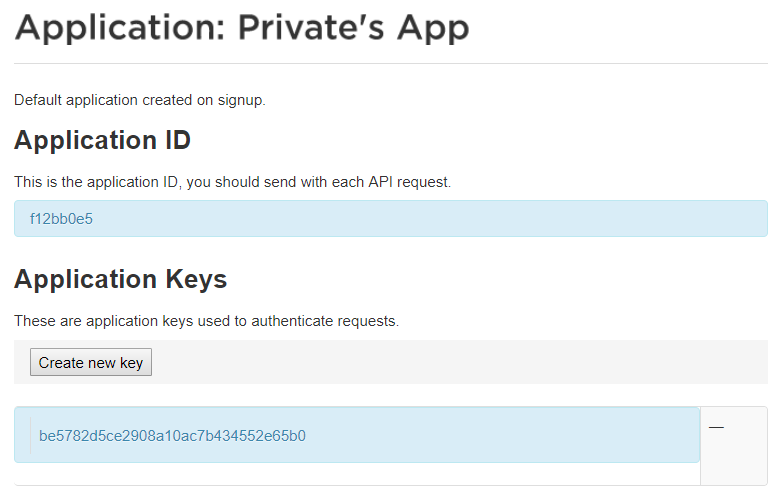 Application: Private's App
Default application created on signup.
Application ID
This is the application ID, you should send with each API request.
f12bb0e5
Application Keys
These are application keys used to authenticate requests.
Create new key
be5782d5ce2908a10ac7b434552e65b0
—